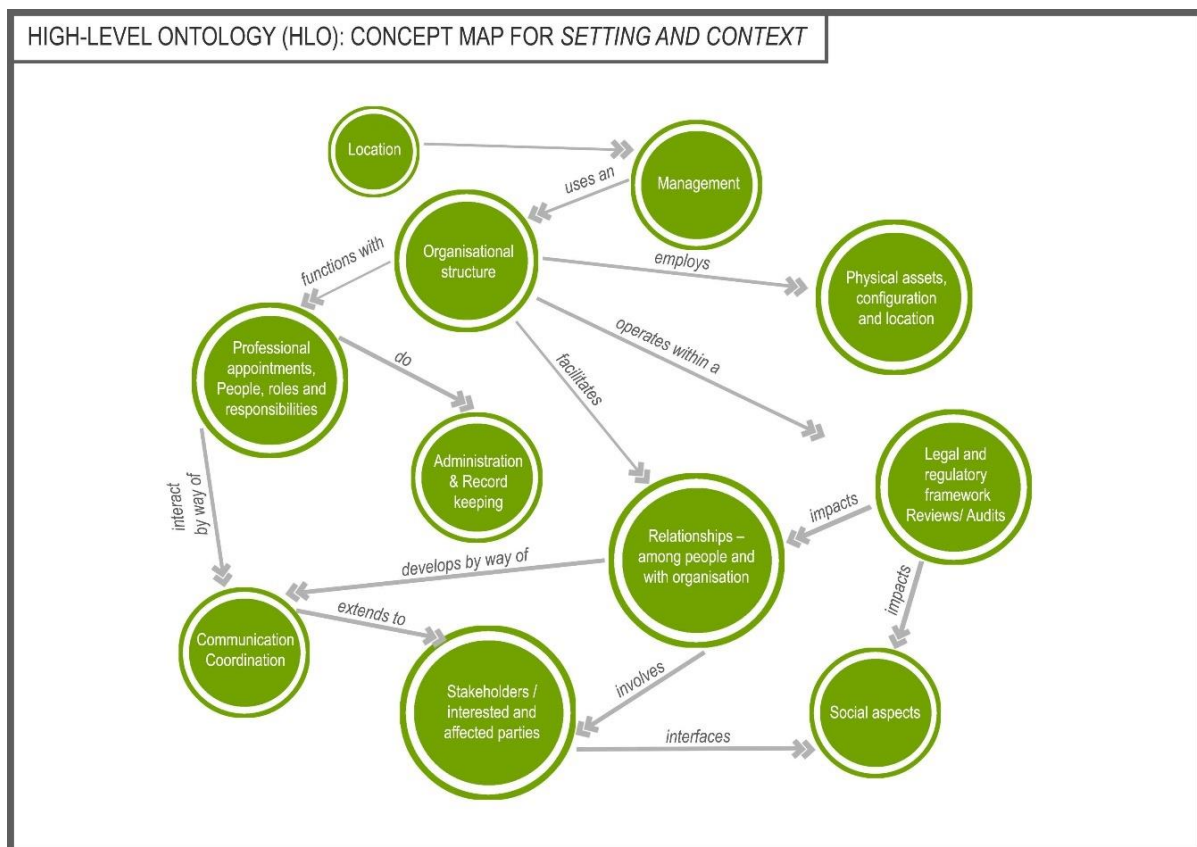 HIGH-LEVEL ONTOLOGY (HLO): CONCEPT MAP FOR SETTING AND CONTEXT
Location
Management
uses an
Organisational
structure
employs
Physical assets,
configuration
and location
functions with
Professional
appointments,
People, roles and
responsibilities
do
facilitates
operates within a
Administration
& Record
keeping
Legal and
regulatory
framework
Reviews/ Audits
interact
by way of
Relationships –
among people and
with organisation
impacts
develops by way of
impacts
Communication
Coordination
extends to
Stakeholders /
interested and
affected parties
involves
interfaces
Social aspects